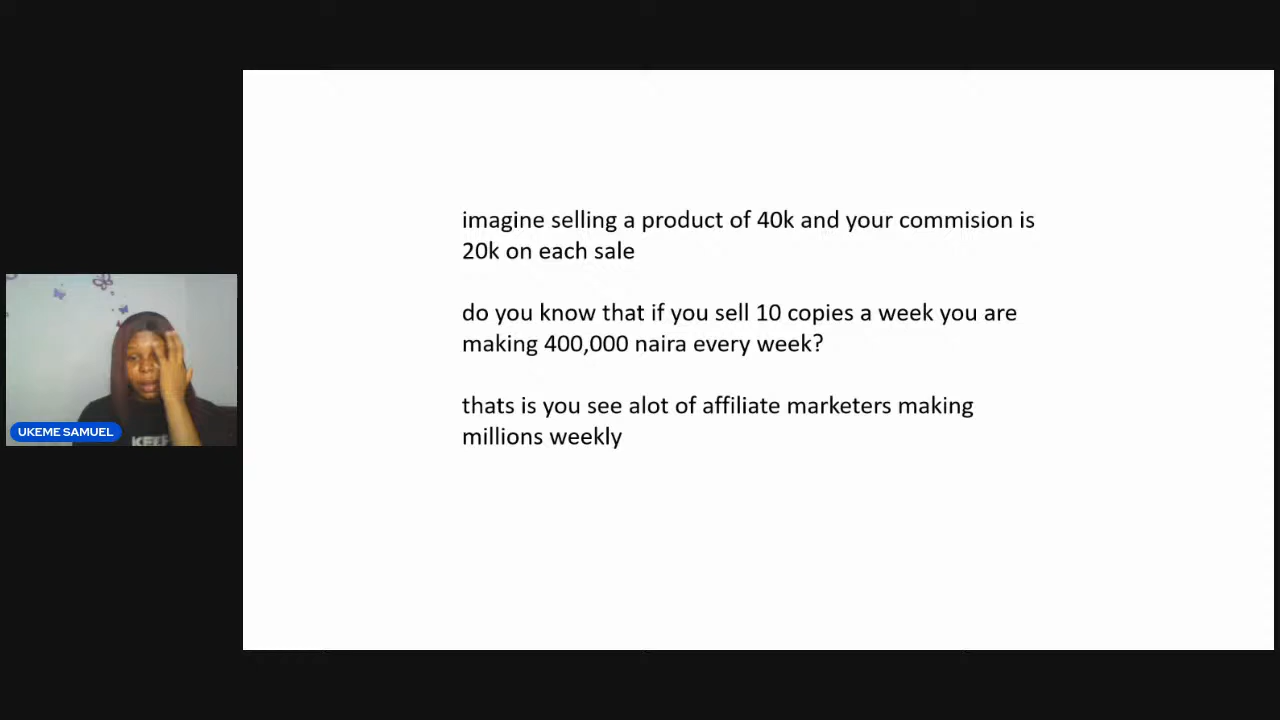 imagine selling a product of 40k and your commision is
20k on each sale
do you know that if you sell 10 copies a week you are
making 400,000 naira every week?
thats is you see alot of affiliate marketers making
millions weekly
UKEME SAMUEL